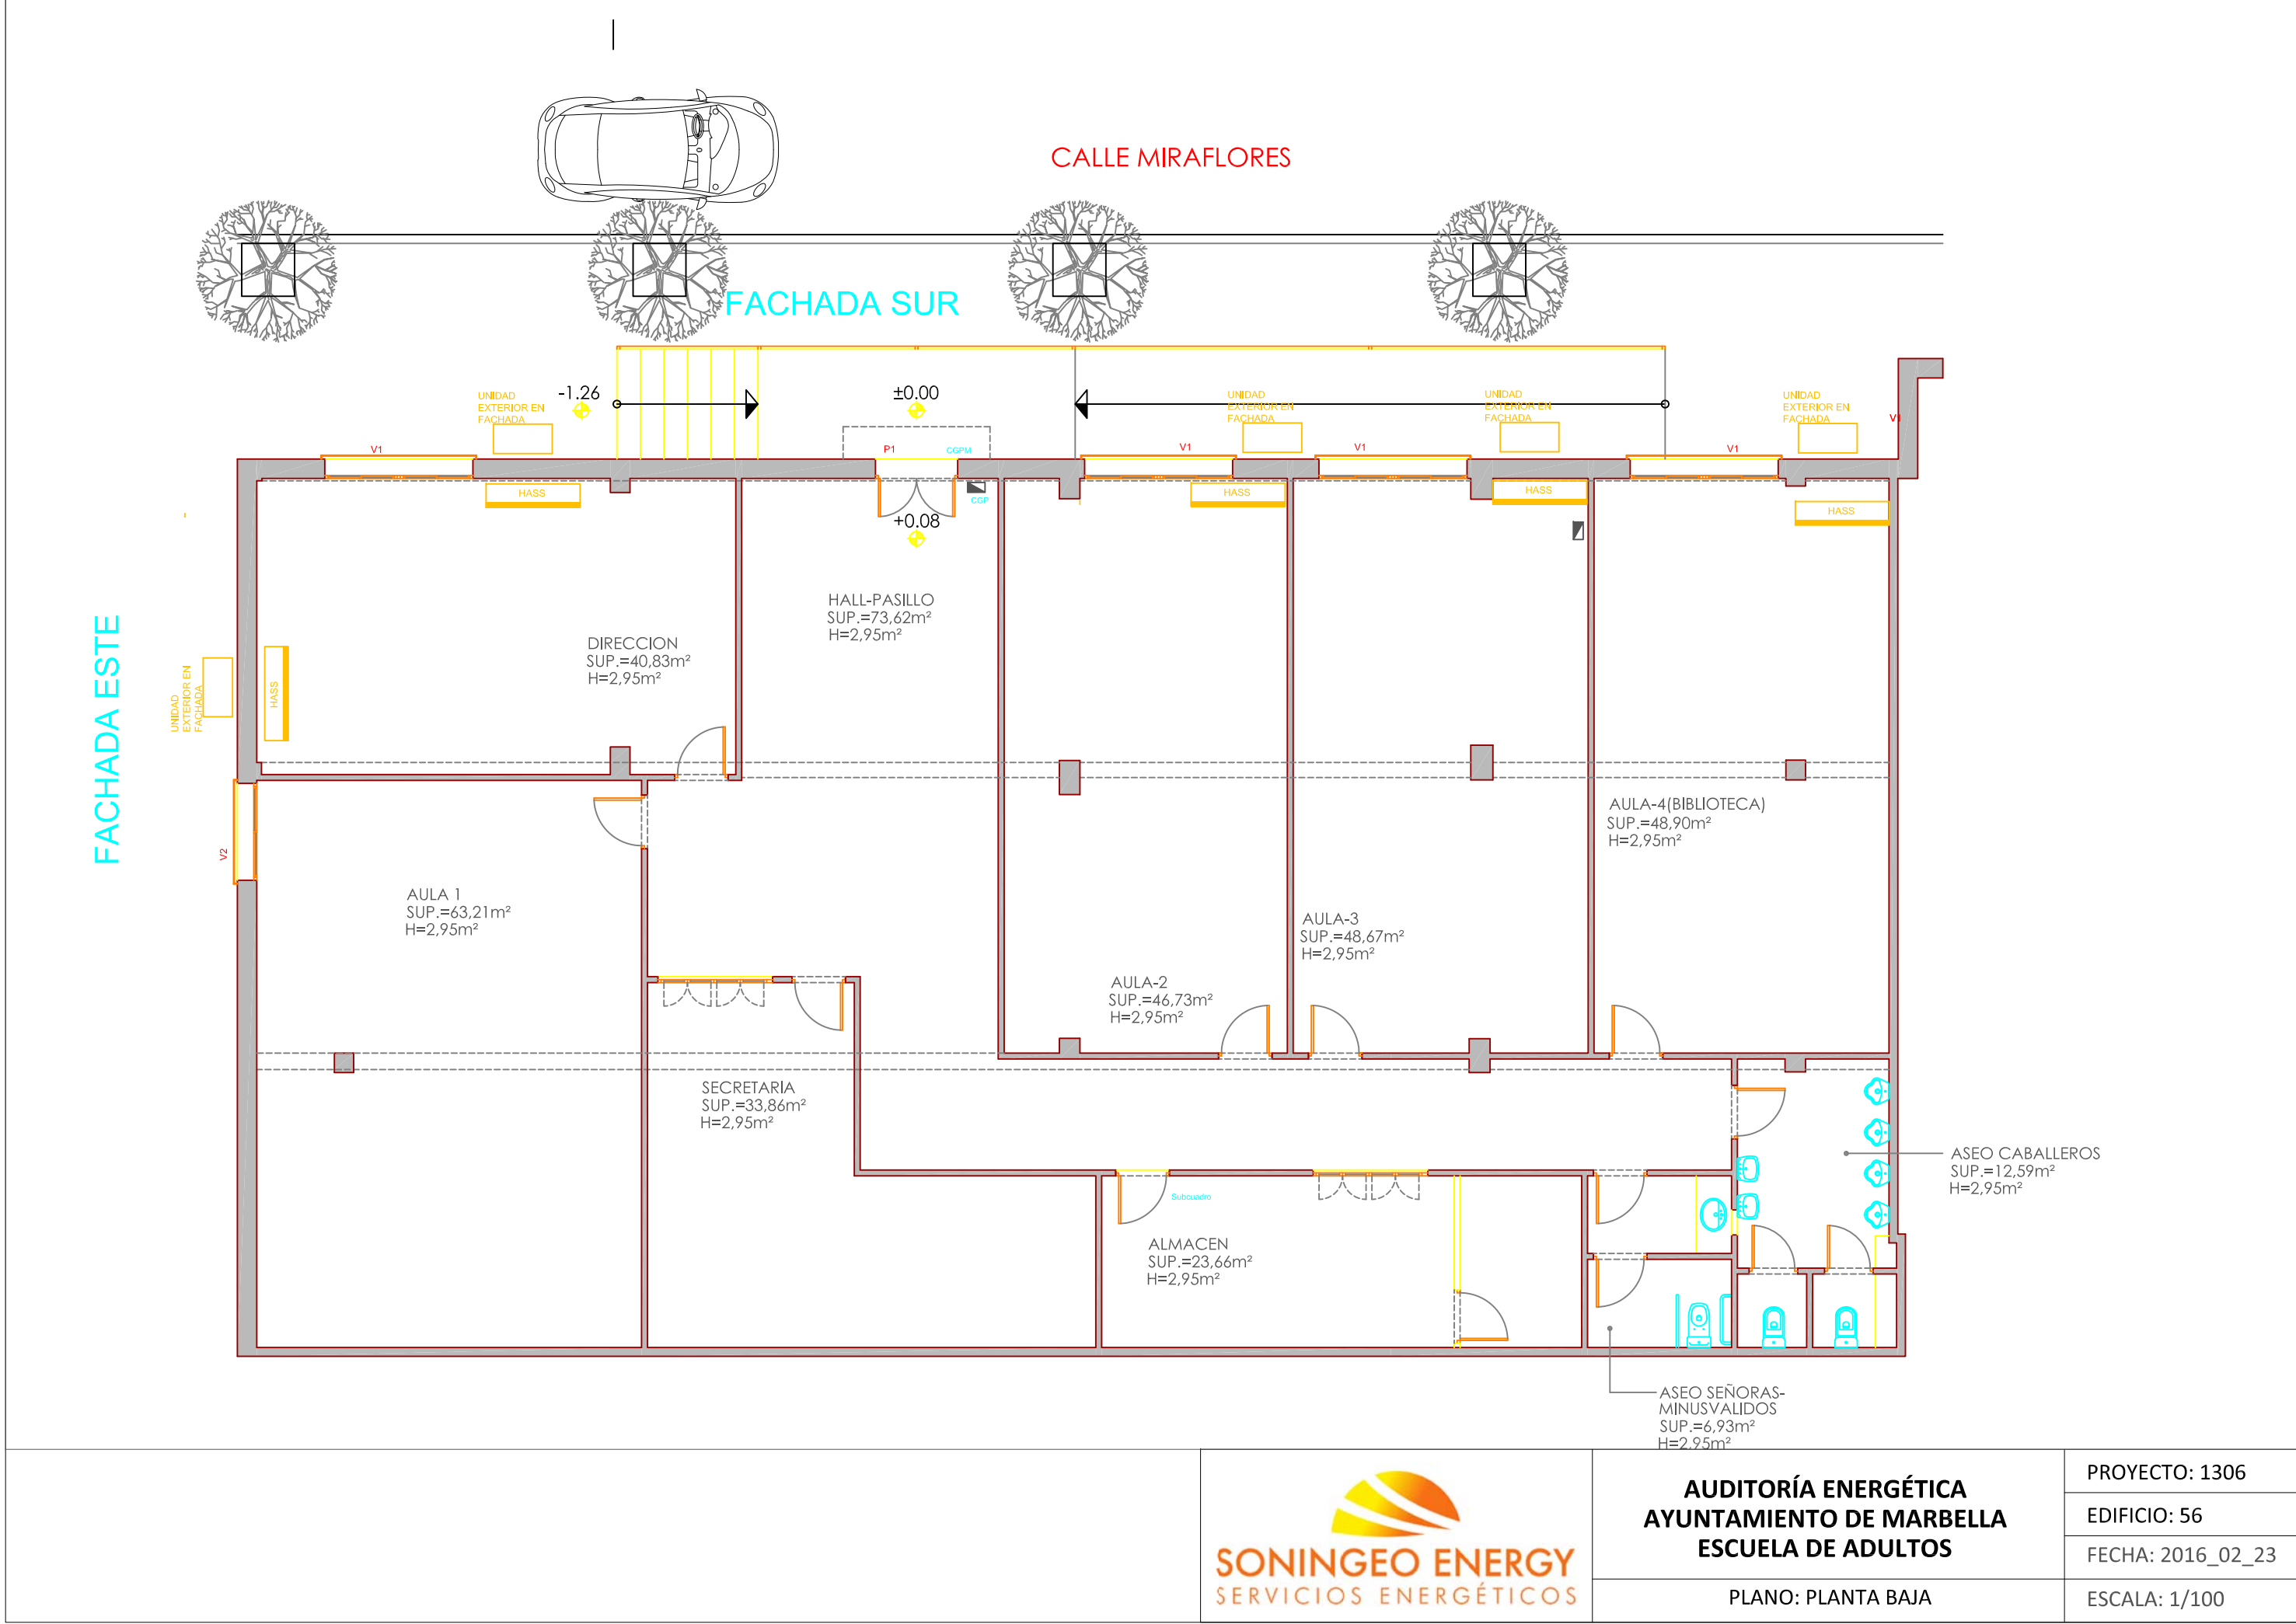 CALLE MIRAFLORES
FACHADA SUR
UNIDAD
EXTERIOR EN
FACHADA
-1.26
±0.00
UNIDAD
EXTERIOR EN
FACHADA
UNIDAD
EXTERIOR EN
FACHADA
UNIDAD
EXTERIOR EN
FACHADA
V1
V1
P1
CGPM
V1
V1
V1
HASS
CGP
HASS
HASS
HASS
+0.08
HALL-PASILLO
SUP.=73,62m²
H=2,95m²
DIRECCION
SUP.=40,83m²
H=2,95m²
FACHADA ESTE
UNIDAD
EXTERIOR EN
FACHADA
HASS
V2
AULA-4(BIBLIOTECA)
SUP.=48,90m²
H=2,95m²
AULA 1
SUP.=63,21m²
H=2,95m²
AULA-3
SUP.=48,67m²
H=2,95m²
AULA-2
SUP.=46,73m²
H=2,95m²
SECRETARIA
SUP.=33,86m²
H=2,95m²
ASEO CABALLEROS
SUP.=12,59m²
H=2,95m²
Subcuadro
ALMACEN
SUP.=23,66m²
H=2,95m²
ASEO SEÑORAS-
MINUSVALIDOS
SUP.=6,93m²
H=2,95m²
SONINGEO ENERGY
SERVICIOS ENERGÉTICOS
AUDITORÍA ENERGÉTICA
AYUNTAMIENTO DE MARBELLA
ESCUELA DE ADULTOS
PLANO: PLANTA BAJA
PROYECTO: 1306
EDIFICIO: 56
FECHA: 2016_02_23
ESCALA: 1/100